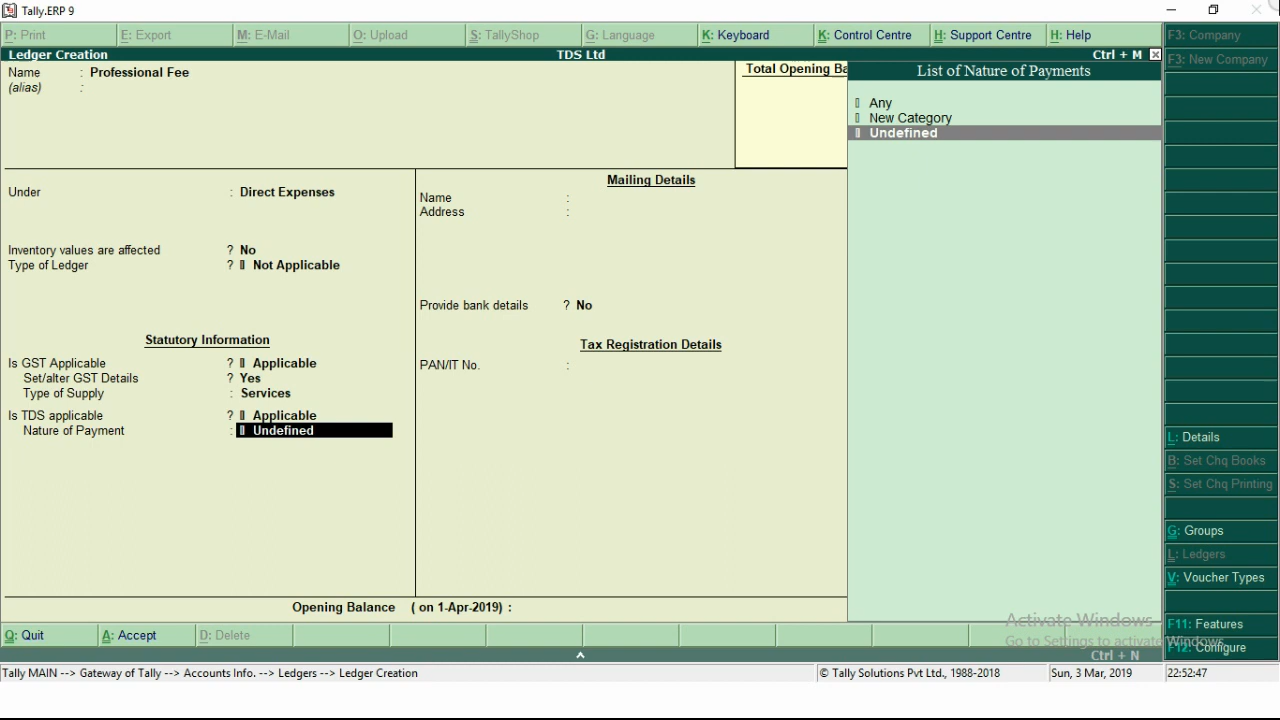 Tally.ERP 9
P: Print E: Export M: E-Mail O: Upload S: TallyShop G: Language K: Keyboard K: Control Centre H: Support Centre H: Help
F3: Company
F3: New Company
Ledger Creation TDS Ltd Ctrl + M
Name : Professional Fee
(alias) :
Total Opening Ba
List of Nature of Payments
Any
New Category
Undefined
Under : Direct Expenses
Inventory values are affected ? No
Type of Ledger ? Not Applicable
Statutory Information
Is GST Applicable ? Applicable
Set/alter GST Details ? Yes
Type of Supply : Services
Is TDS applicable ? Applicable
Nature of Payment : Undefined
Mailing Details
Name :
Address :
Provide bank details ? No
Tax Registration Details
PAN/IT No. :
Opening Balance ( on 1-Apr-2019) :
L: Details
B: Set Chq Books
S: Set Chq Printing
G: Groups
L: Ledgers
V: Voucher Types
F11: Features
F12: Configure
Activate Windows
Go to Settings to activate Windows.
Q: Quit A: Accept D: Delete
Ctrl + N
Tally MAIN --> Gateway of Tally --> Accounts Info. --> Ledgers --> Ledger Creation © Tally Solutions Pvt Ltd., 1988-2018 Sun, 3 Mar, 2019 22:52:47